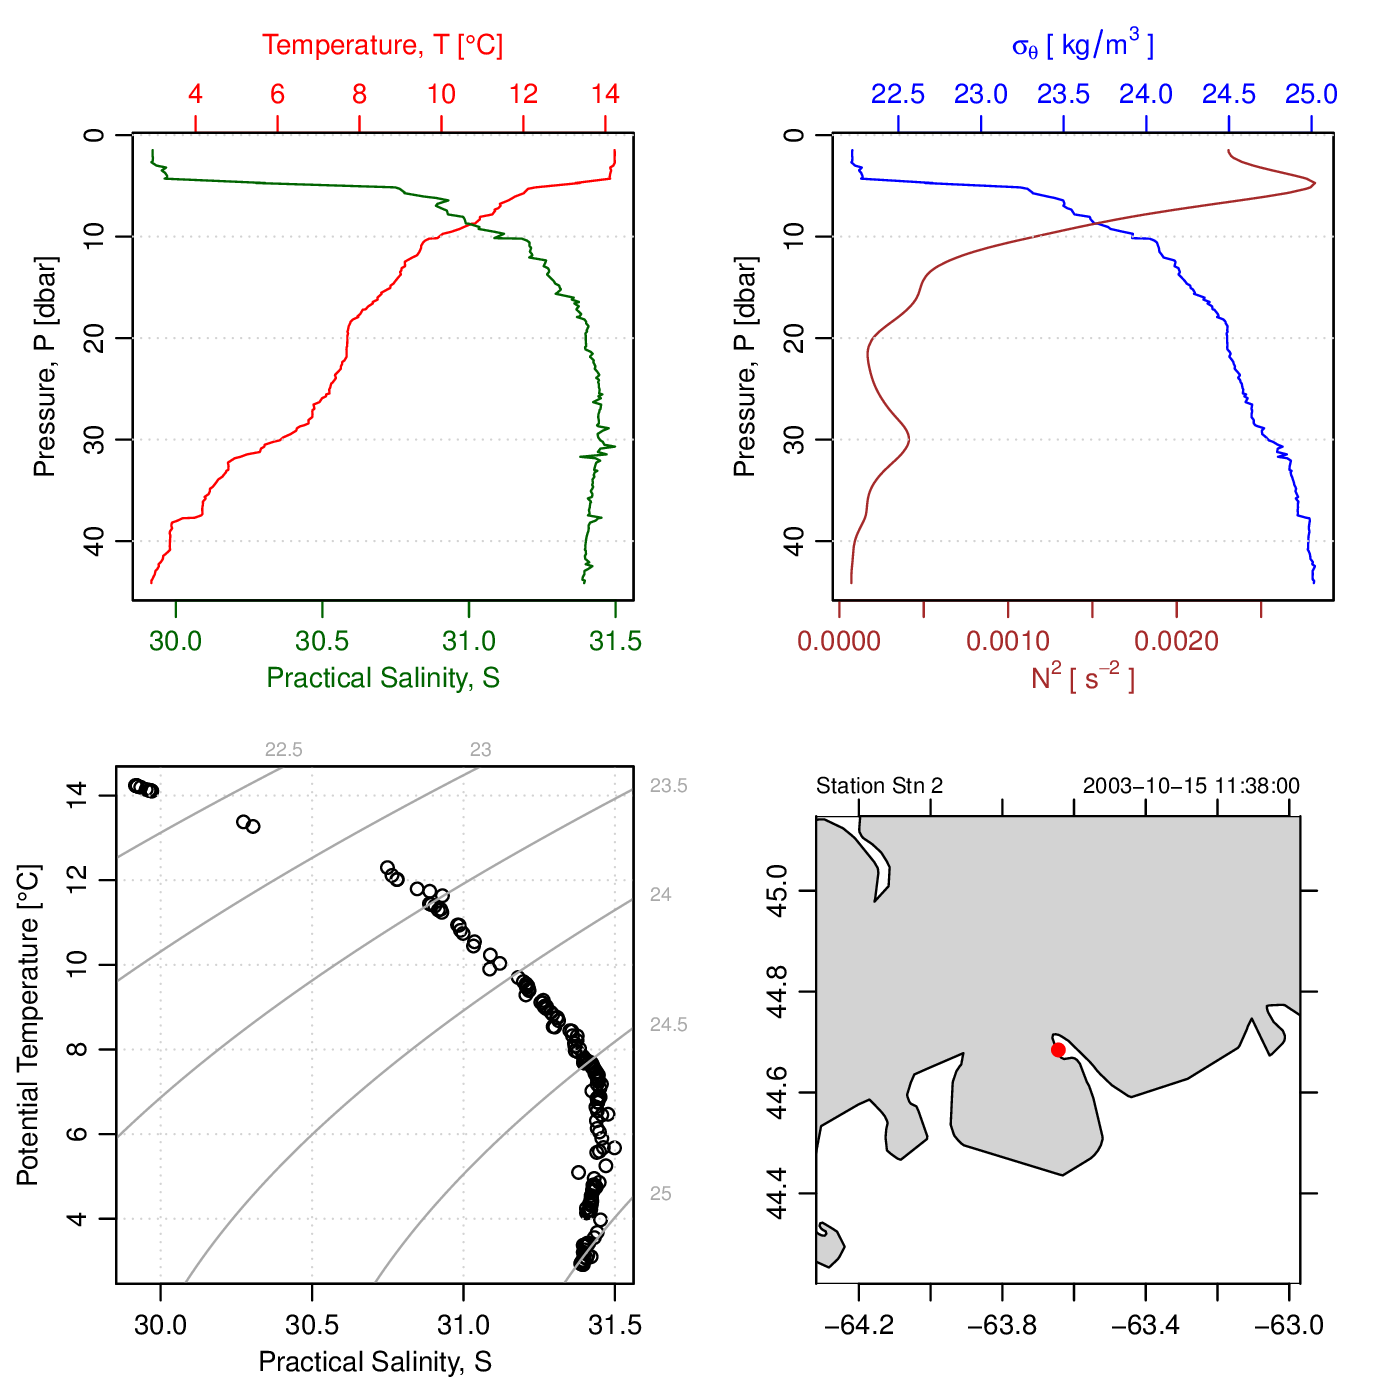 Temperature, T [°C]
4 6 8 10 12 14
0
10
20
30
40
Pressure, P [dbar]
30.0 30.5 31.0 31.5
Practical Salinity, S
σθ [ kg/m³ ]
22.5 23.0 23.5 24.0 24.5 25.0
0
10
20
30
40
Pressure, P [dbar]
0.0000 0.0010 0.0020
N² [ s⁻² ]
22.5 23
23.5
24
24.5
25
14
12
10
8
6
4
Potential Temperature [°C]
30.0 30.5 31.0 31.5
Practical Salinity, S
Station Stn 2 2003−10−15 11:38:00
45.0
44.8
44.6
44.4
−64.2 −63.8 −63.4 −63.0